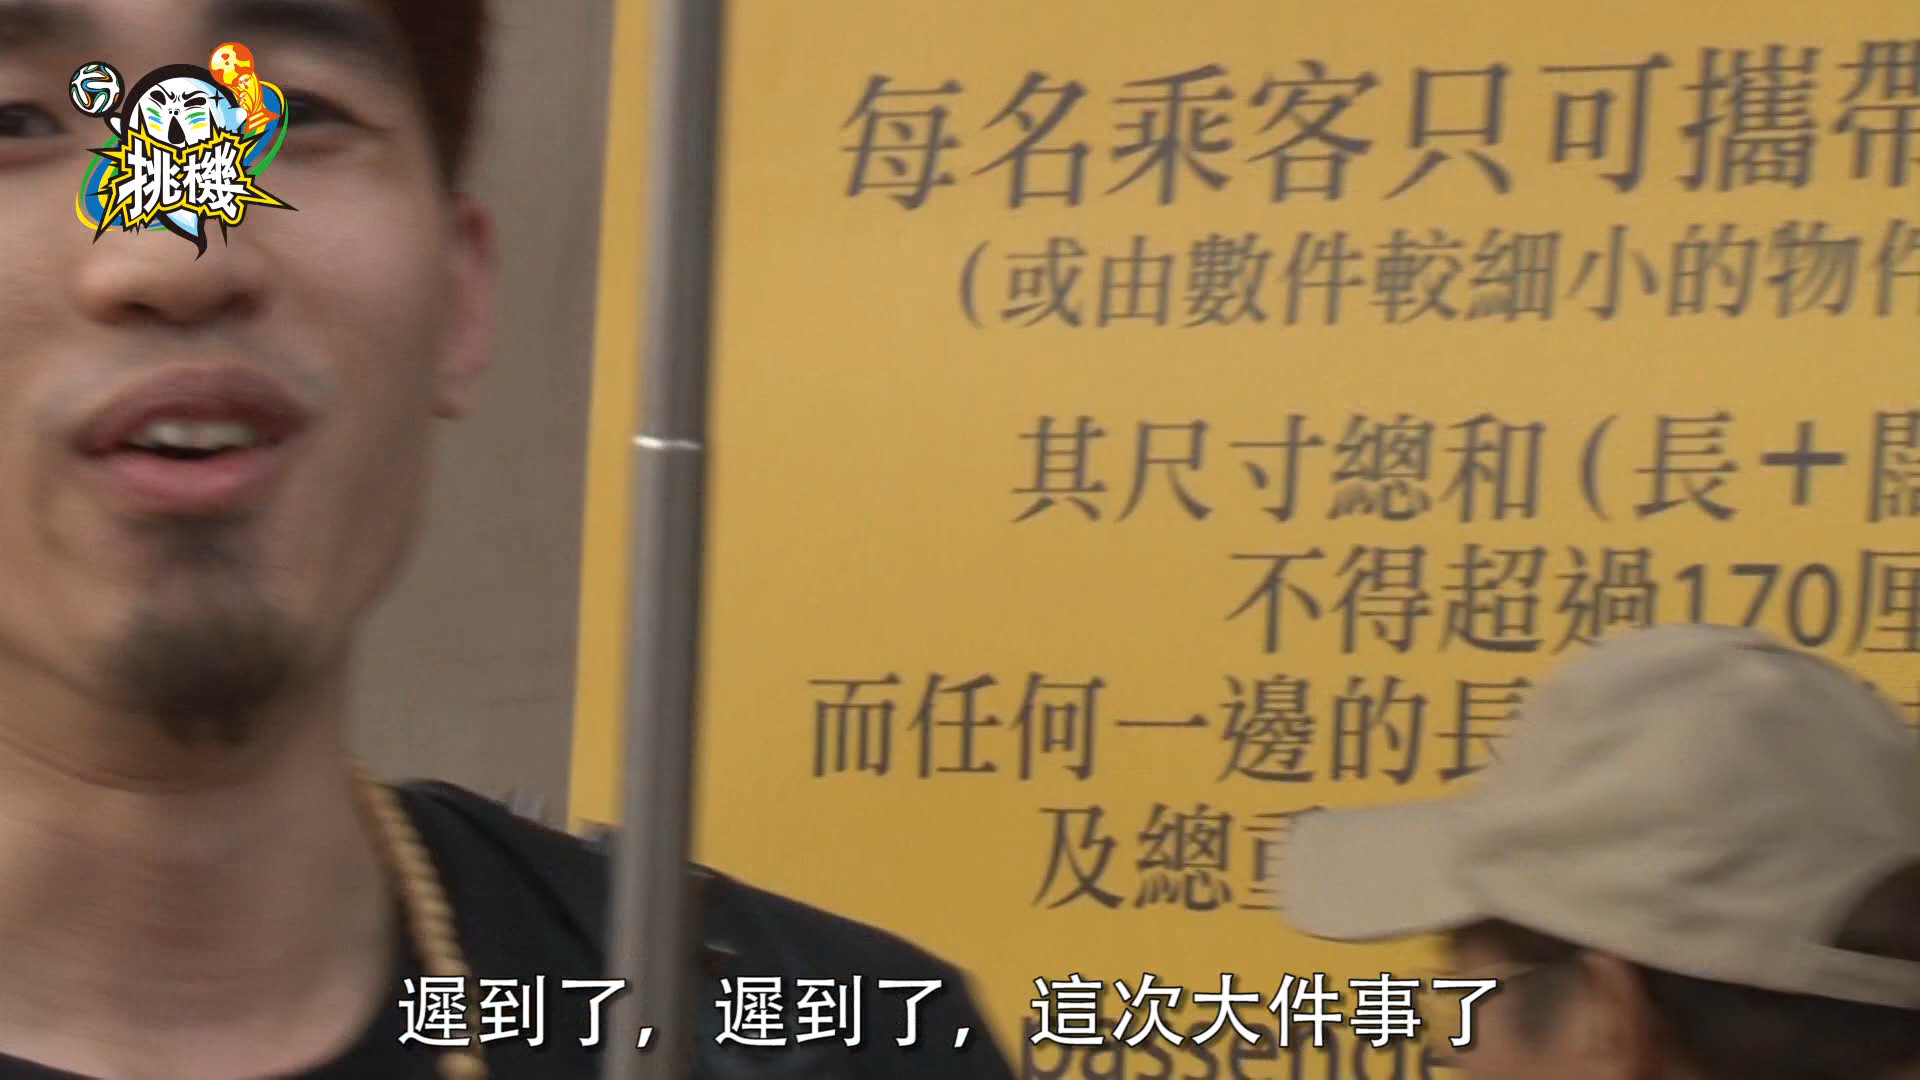 挑機
每名乘客只可攜帶
(或由數件較細小的物件
其尺寸總和(長+闊
不得超過170厘
而任何一邊的長
及總重
遲到了，遲到了，這次大件事了
passenge